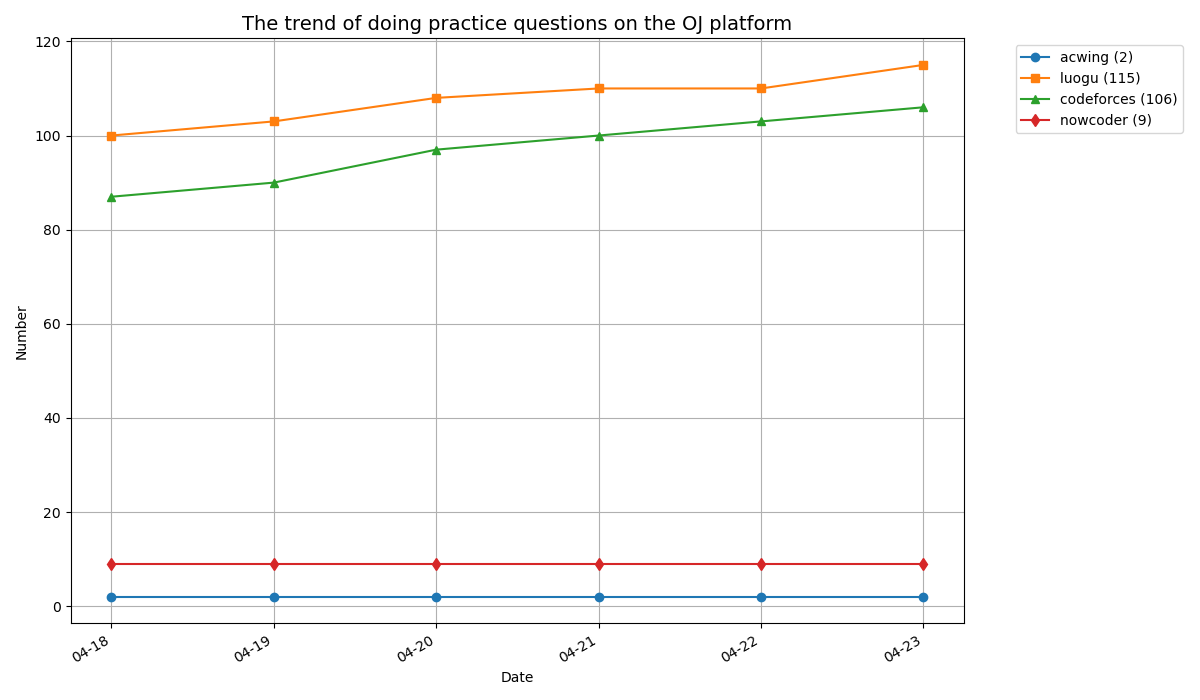 The trend of doing practice questions on the OJ platform
120
100
80
60
40
20
0
Number
04-18
04-19
04-20
04-21
04-22
04-23
Date
acwing (2)
luogu (115)
codeforces (106)
nowcoder (9)